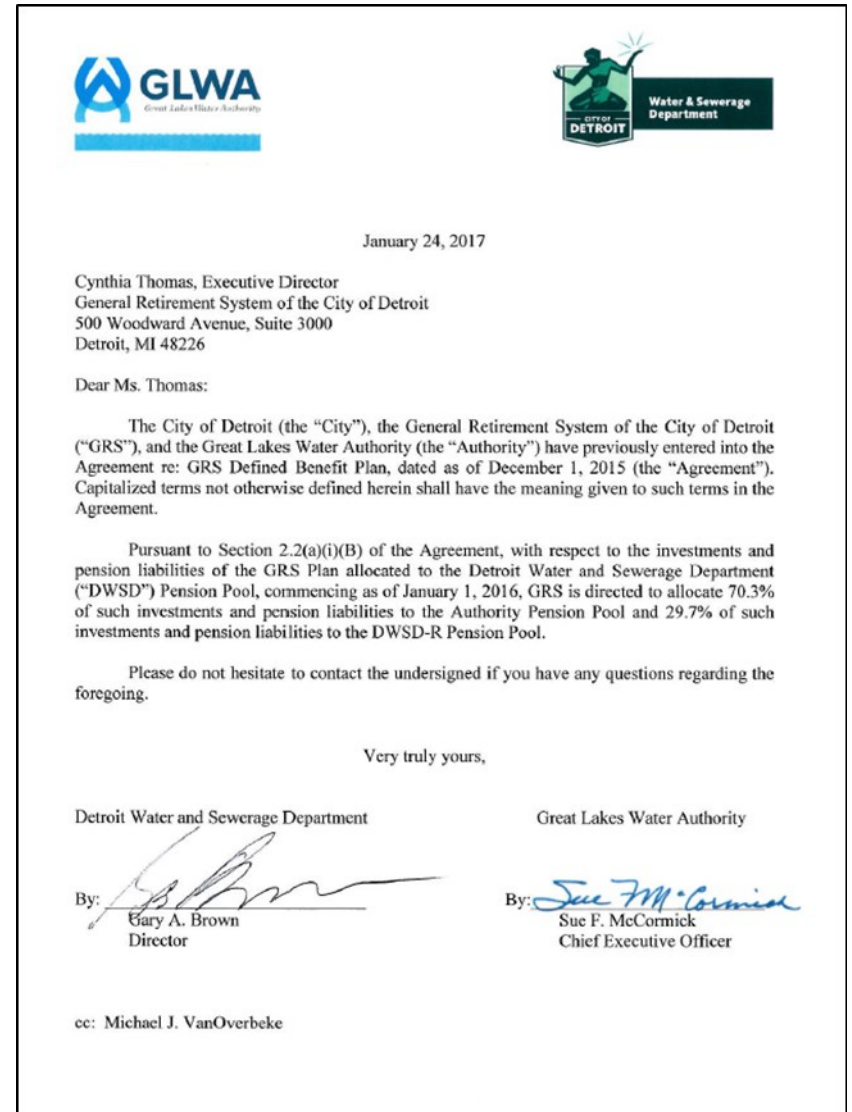 GLWA
Great Lakes Water Authority
CITY OF
DETROIT
Water & Sewerage
Department
January 24, 2017
Cynthia Thomas, Executive Director
General Retirement System of the City of Detroit
500 Woodward Avenue, Suite 3000
Detroit, MI 48226
Dear Ms. Thomas:
The City of Detroit (the “City”), the General Retirement System of the City of Detroit
(“GRS”), and the Great Lakes Water Authority (the “Authority”) have previously entered into the
Agreement re: GRS Defined Benefit Plan, dated as of December 1, 2015 (the “Agreement”).
Capitalized terms not otherwise defined herein shall have the meaning given to such terms in the
Agreement.
Pursuant to Section 2.2(a)(i)(B) of the Agreement, with respect to the investments and
pension liabilities of the GRS Plan allocated to the Detroit Water and Sewerage Department
(“DWSD”) Pension Pool, commencing as of January 1, 2016, GRS is directed to allocate 70.3%
of such investments and pension liabilities to the Authority Pension Pool and 29.7% of such
investments and pension liabilities to the DWSD-R Pension Pool.
Please do not hesitate to contact the undersigned if you have any questions regarding the
foregoing.
Very truly yours,
Detroit Water and Sewerage Department Great Lakes Water Authority
By: By: Sue F McCormick
Gary A. Brown Sue F. McCormick
Director Chief Executive Officer
cc: Michael J. VanOverbeke